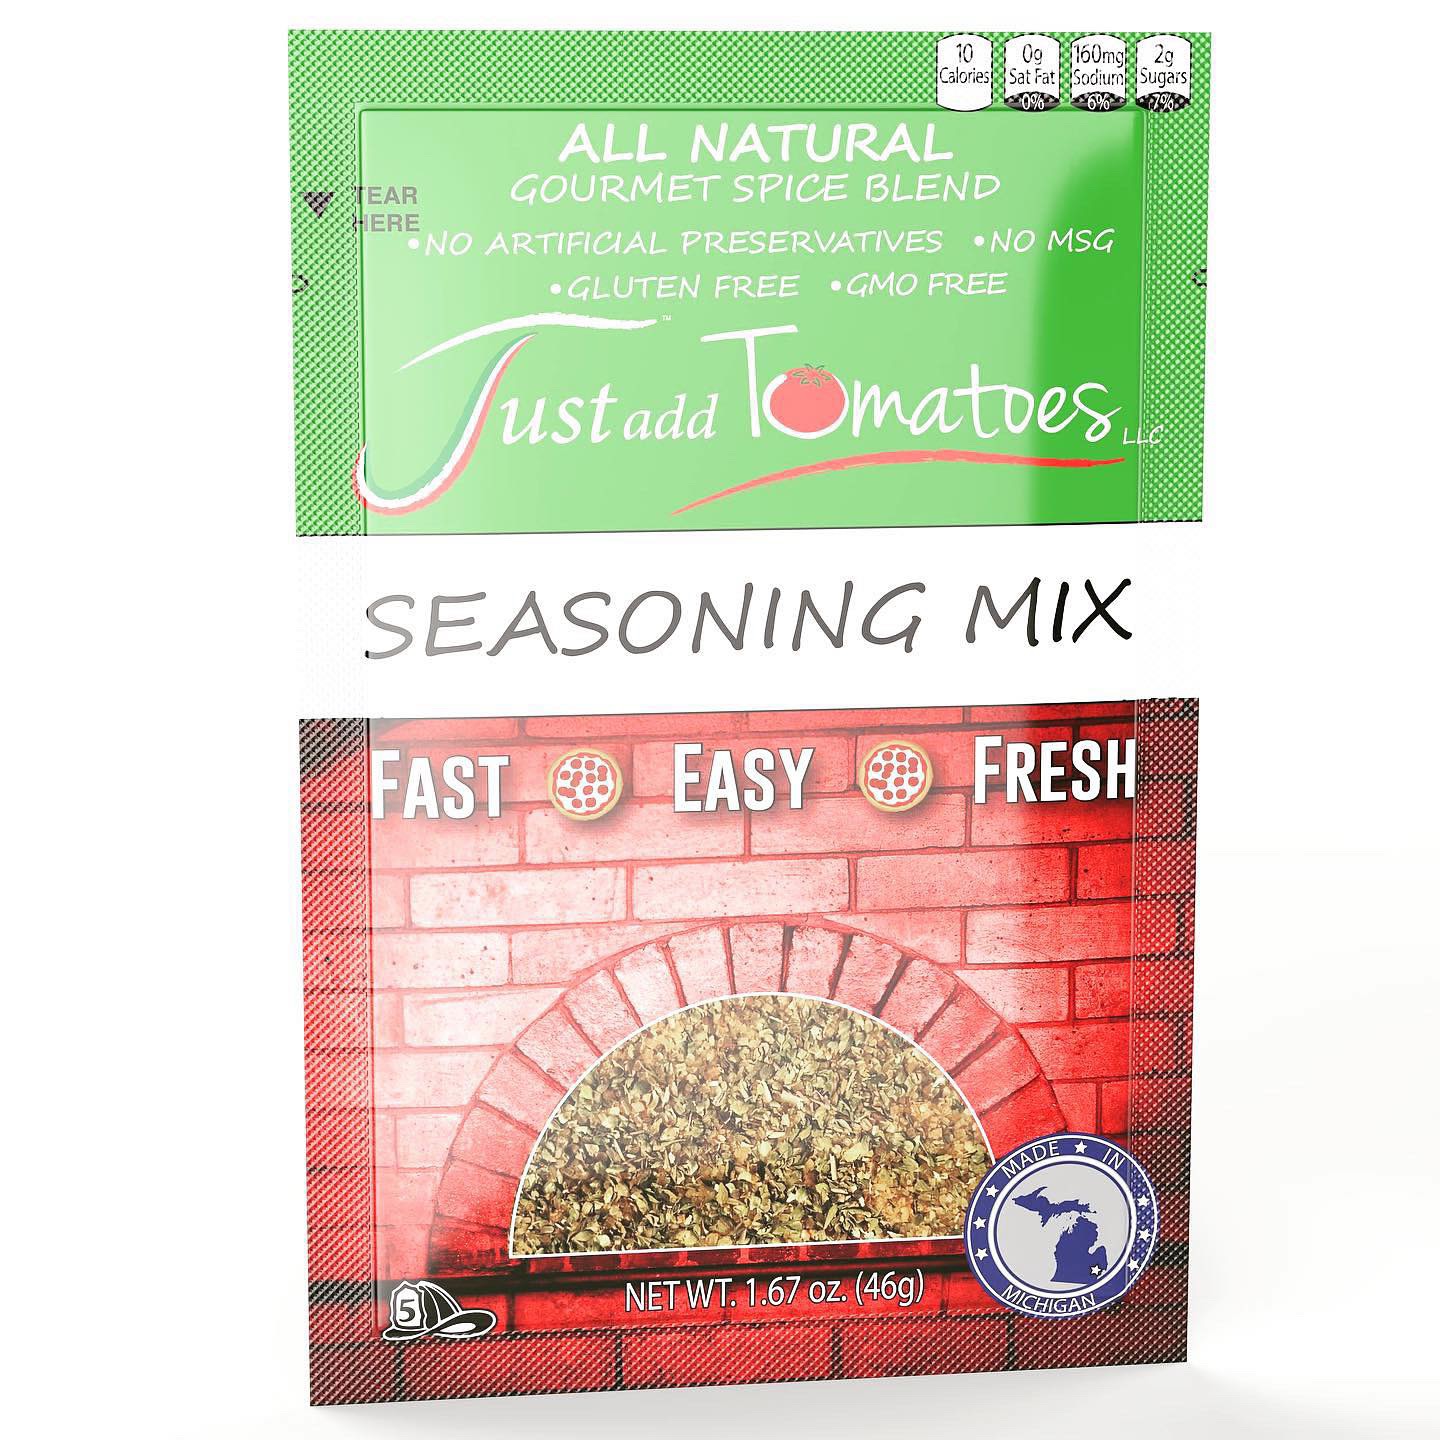 10 Calories
0g Sat Fat 0%
160mg Sodium 6%
2g Sugars
ALL NATURAL
GOURMET SPICE BLEND
TEAR
HERE
•NO ARTIFICIAL PRESERVATIVES •NO MSG
•GLUTEN FREE •GMO FREE
Just add Tomatoes LLC ™
SEASONING MIX
FAST EASY FRESH
MADE ★ IN
MICHIGAN
NET WT. 1.67 oz. (46g)
5